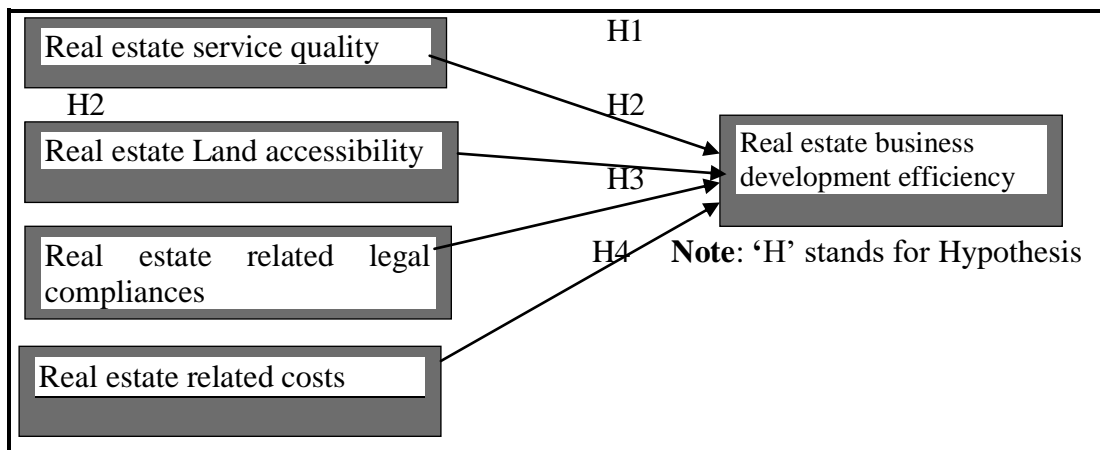 Real estate service quality
H1
H2
H2
Real estate Land accessibility
Real estate business
development efficiency
H3
Real estate related legal
compliances
H4
Note: ‘H’ stands for Hypothesis
Real estate related costs